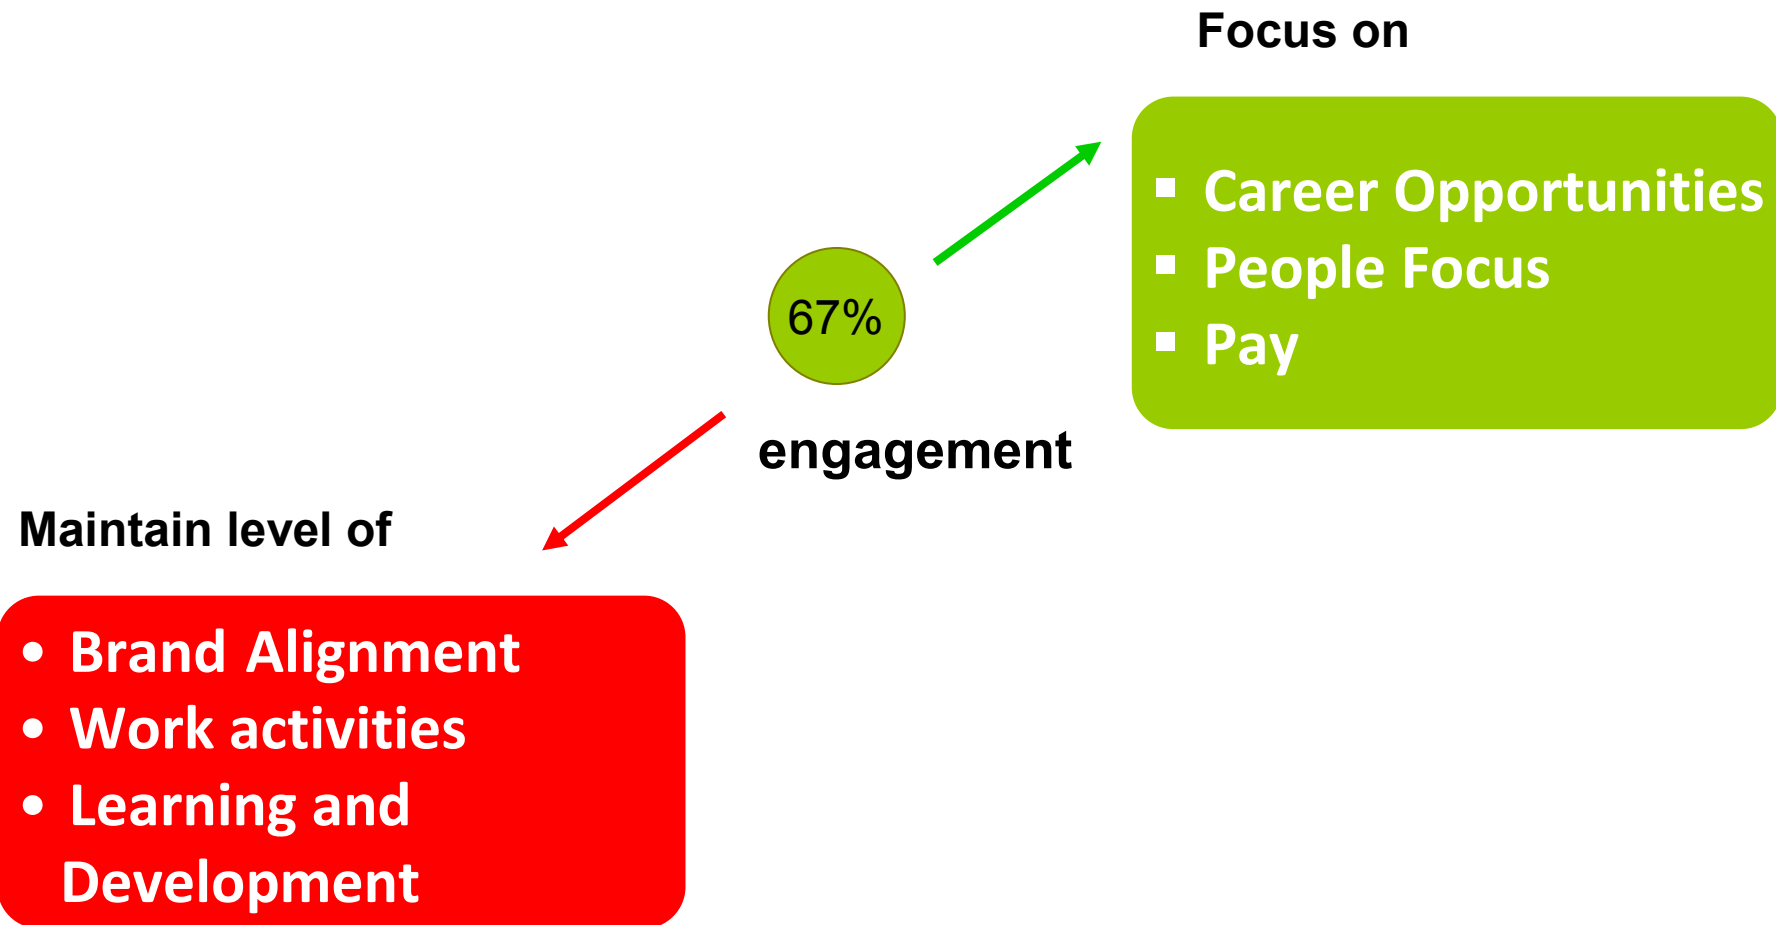 Focus on
▪ Career Opportunities
▪ People Focus
▪ Pay
67%
engagement
Maintain level of
• Brand Alignment
• Work activities
• Learning and
Development